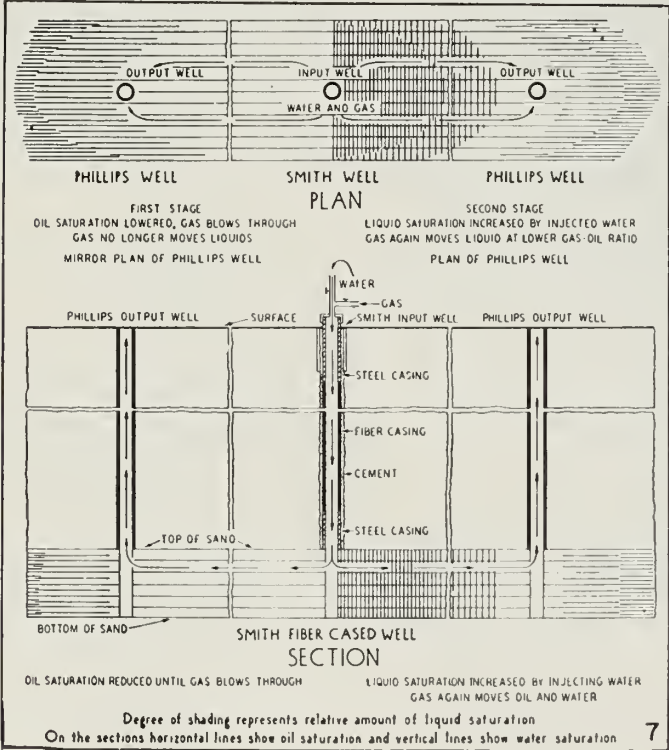 OUTPUT WELL
INPUT WELL
OUTPUT WELL
WATER AND GAS
PHILLIPS WELL
SMITH WELL
PHILLIPS WELL
PLAN
FIRST STAGE
OIL SATURATION LOWERED, GAS BLOWS THROUGH
GAS NO LONGER MOVES LIQUIDS
MIRROR PLAN OF PHILLIPS WELL
SECOND STAGE
LIQUID SATURATION INCREASED BY INJECTED WATER
GAS AGAIN MOVES LIQUID AT LOWER GAS-OIL RATIO
PLAN OF PHILLIPS WELL
WATER
GAS
PHILLIPS OUTPUT WELL
SURFACE
SMITH INPUT WELL
PHILLIPS OUTPUT WELL
STEEL CASING
FIBER CASING
CEMENT
STEEL CASING
TOP OF SAND
BOTTOM OF SAND
SMITH FIBER CASED WELL
SECTION
OIL SATURATION REDUCED UNTIL GAS BLOWS THROUGH
LIQUID SATURATION INCREASED BY INJECTING WATER
GAS AGAIN MOVES OIL AND WATER
Degree of shading represents relative amount of liquid saturation
On the sections horizontal lines show oil saturation and vertical lines show water saturation
7